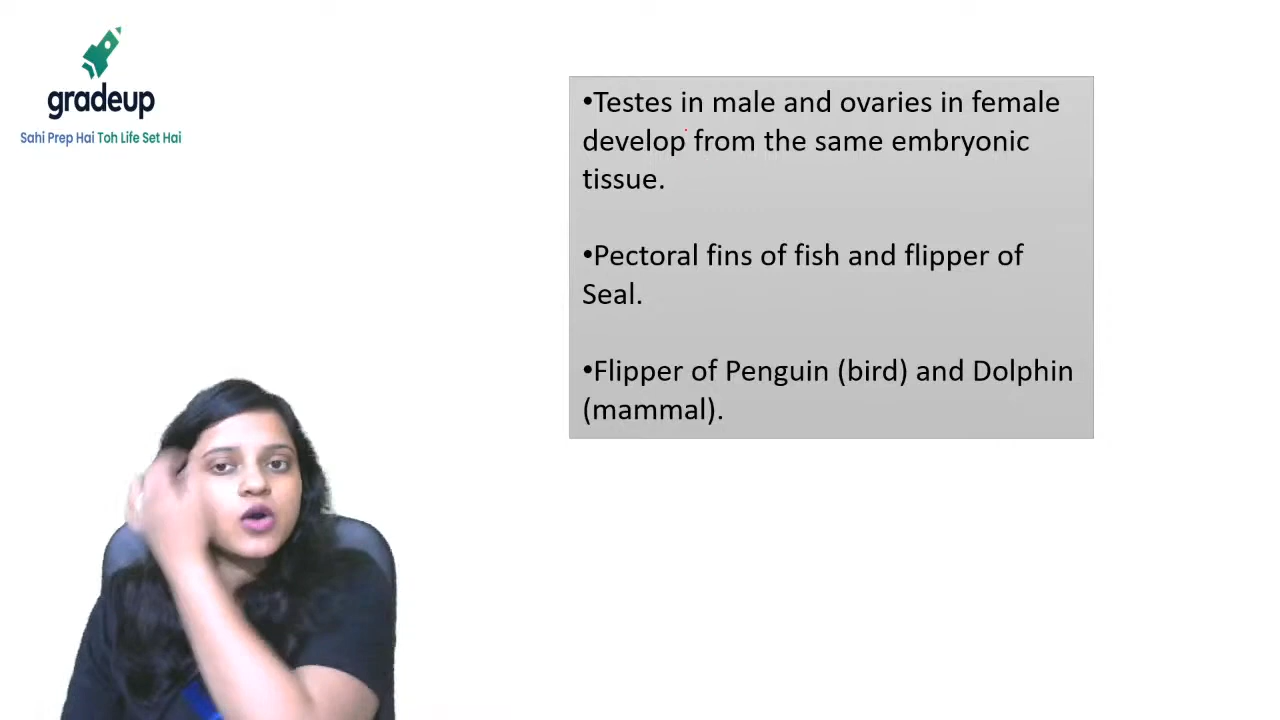 gradeup
Sahi Prep Hai Toh Life Set Hai
•Testes in male and ovaries in female
develop from the same embryonic
tissue.
•Pectoral fins of fish and flipper of
Seal.
•Flipper of Penguin (bird) and Dolphin
(mammal).